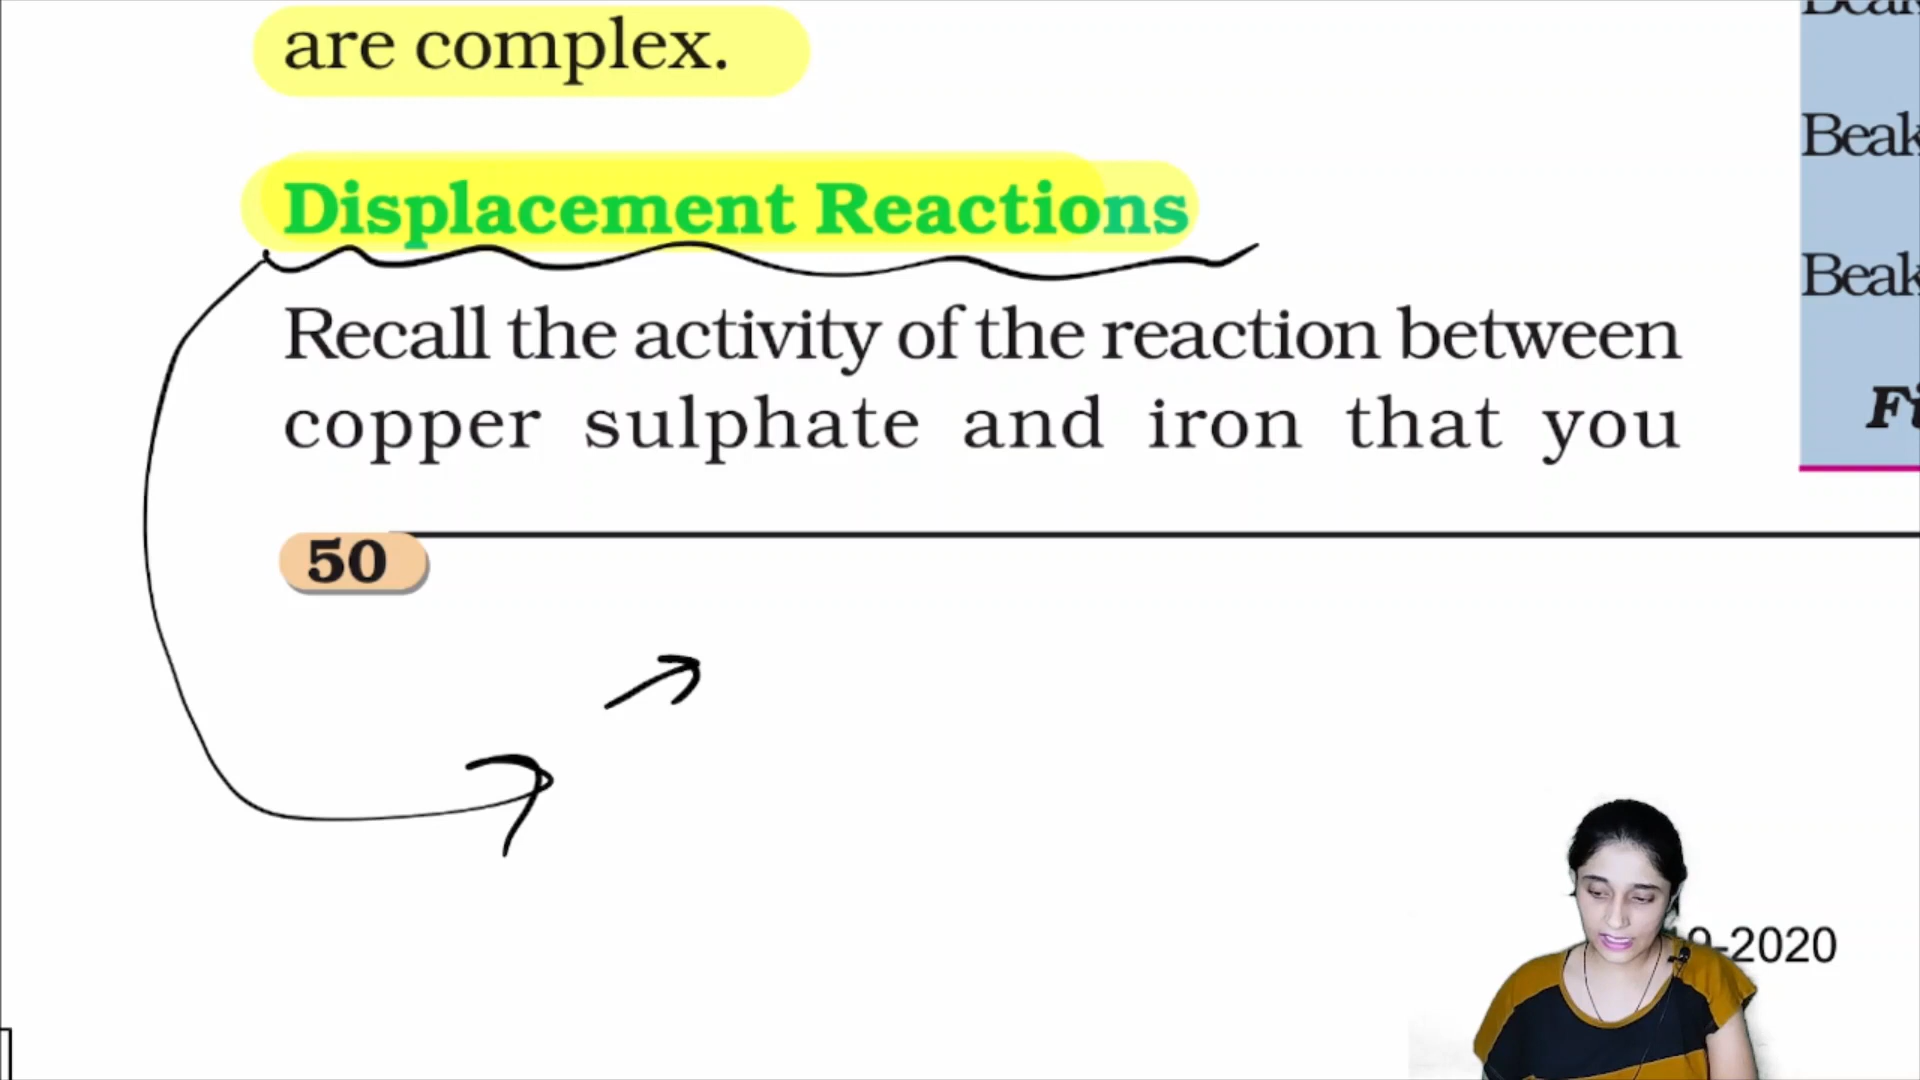 are complex.
Displacement Reactions
Recall the activity of the reaction between
copper sulphate and iron that you
50
Beak
Beak
-2020